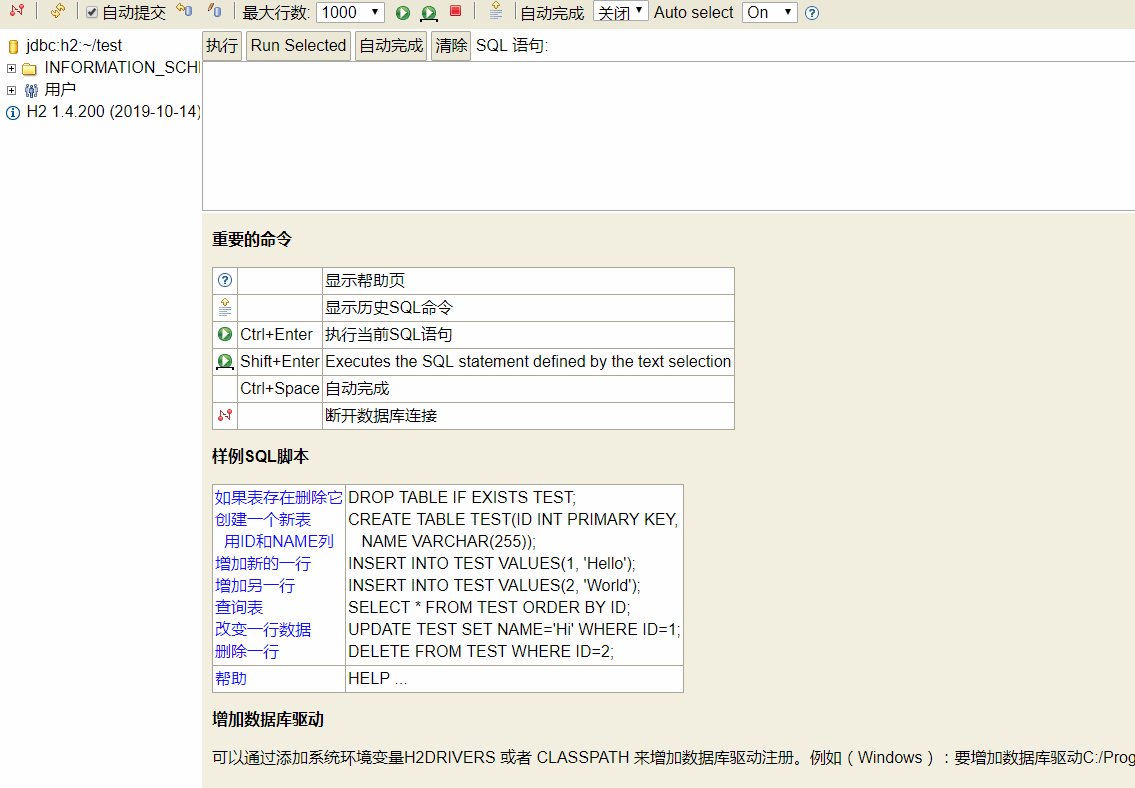 自动提交 最大行数: 1000 自动完成 关闭 Auto select On
jdbc:h2:~/test
INFORMATION_SCH
用户
H2 1.4.200 (2019-10-14)
执行 Run Selected 自动完成 清除 SQL 语句:
重要的命令
显示帮助页
显示历史SQL命令
Ctrl+Enter 执行当前SQL语句
Shift+Enter Executes the SQL statement defined by the text selection
Ctrl+Space 自动完成
断开数据库连接
样例SQL脚本
如果表存在删除它 DROP TABLE IF EXISTS TEST;
创建一个新表 CREATE TABLE TEST(ID INT PRIMARY KEY,
用ID和NAME列 NAME VARCHAR(255));
增加新的一行 INSERT INTO TEST VALUES(1, 'Hello');
增加另一行 INSERT INTO TEST VALUES(2, 'World');
查询表 SELECT * FROM TEST ORDER BY ID;
改变一行数据 UPDATE TEST SET NAME='Hi' WHERE ID=1;
删除一行 DELETE FROM TEST WHERE ID=2;
帮助 HELP ...
增加数据库驱动
可以通过添加系统环境变量H2DRIVERS 或者 CLASSPATH 来增加数据库驱动注册。例如（Windows）：要增加数据库驱动C:/Prog